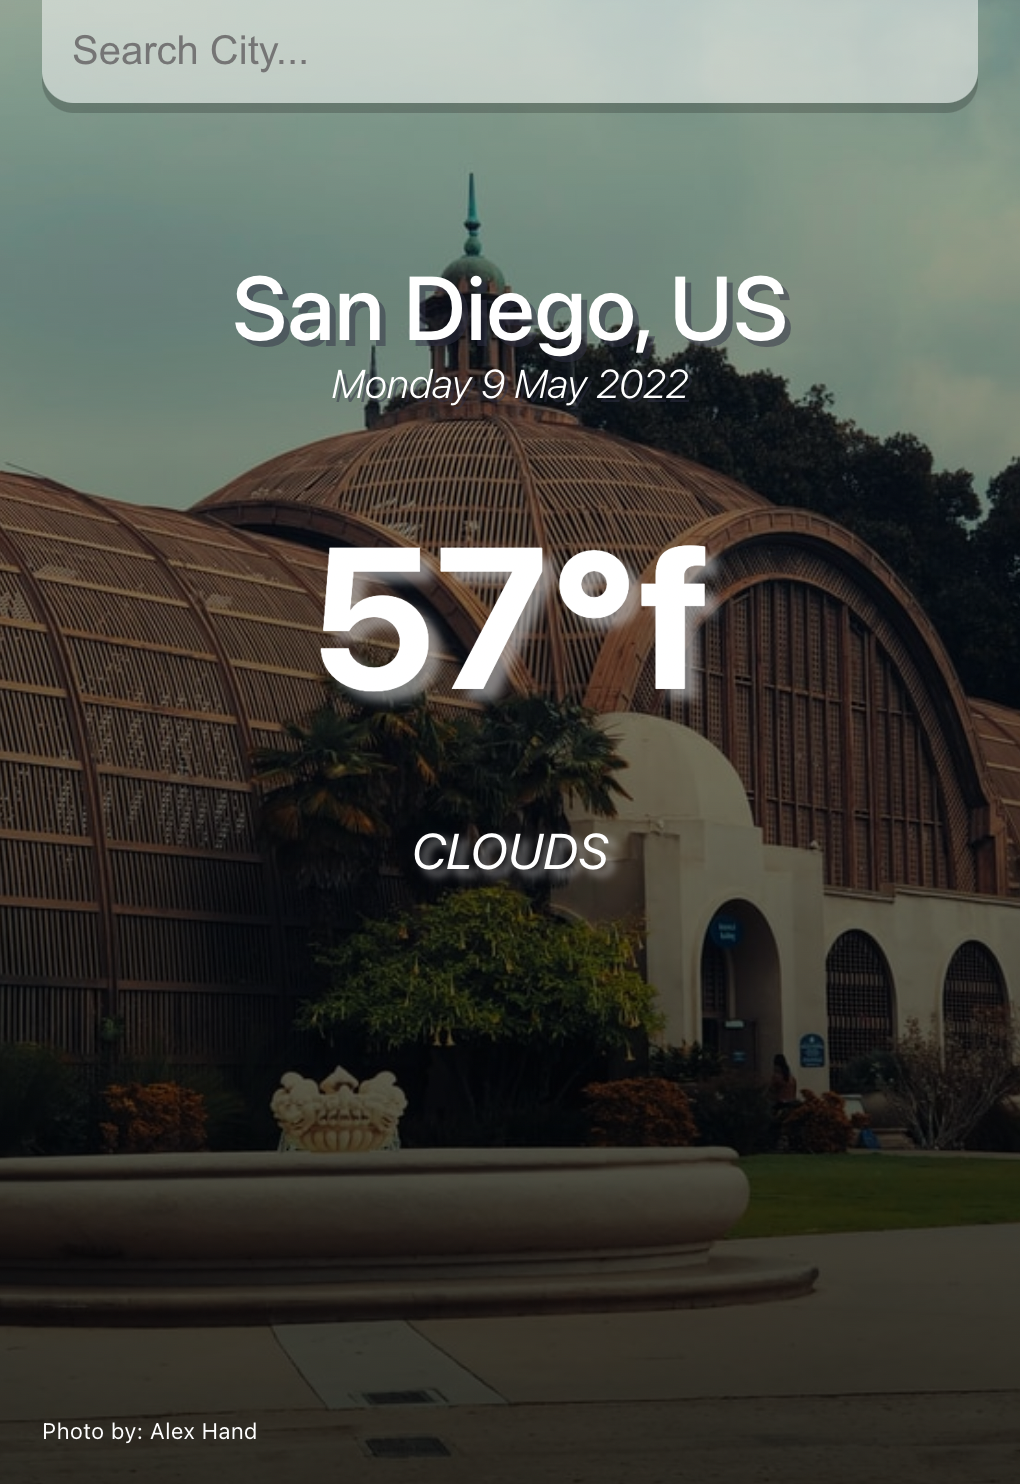 Search City...
San Diego, US
Monday 9 May 2022
57°f
CLOUDS
Photo by: Alex Hand